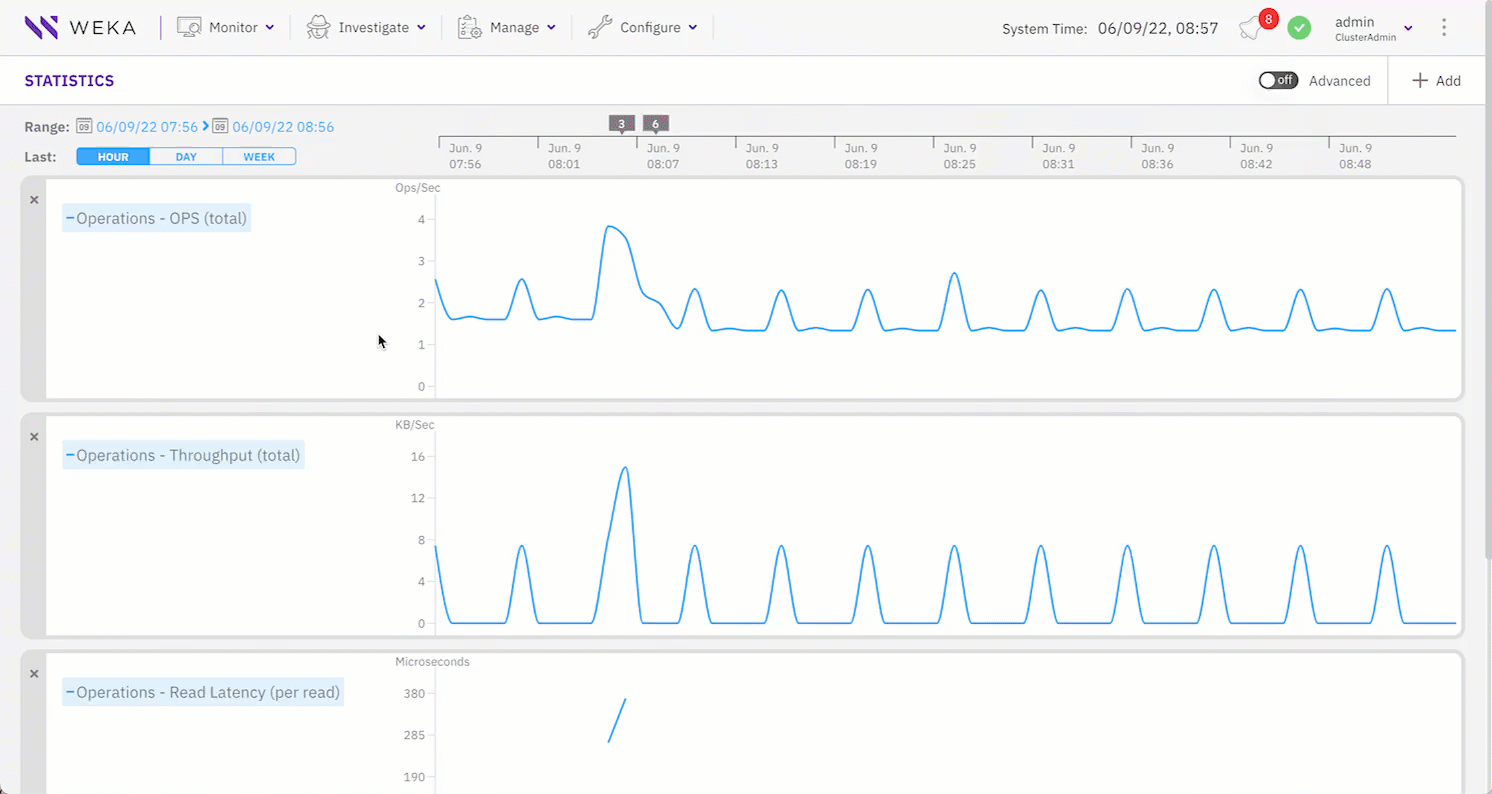 WEKA Monitor Investigate Manage Configure System Time: 06/09/22, 08:57 8 admin
ClusterAdmin
STATISTICS off Advanced + Add
Range: 09 06/09/22 07:56 > 09 06/09/22 08:56 3 6
Last: HOUR DAY WEEK
Jun. 9 Jun. 9 Jun. 9 Jun. 9 Jun. 9 Jun. 9 Jun. 9 Jun. 9 Jun. 9 Jun. 9
07:56 08:01 08:07 08:13 08:19 08:25 08:31 08:36 08:42 08:48
Ops/Sec
Operations - OPS (total)
4
3
2
1
0
KB/Sec
Operations - Throughput (total)
16
12
8
4
0
Microseconds
Operations - Read Latency (per read)
380
285
190